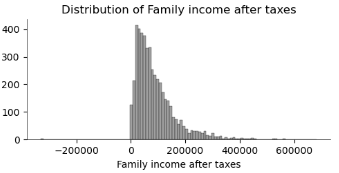 Distribution of Family income after taxes
400
300
200
100
0
−200000 0 200000 400000 600000
Family income after taxes